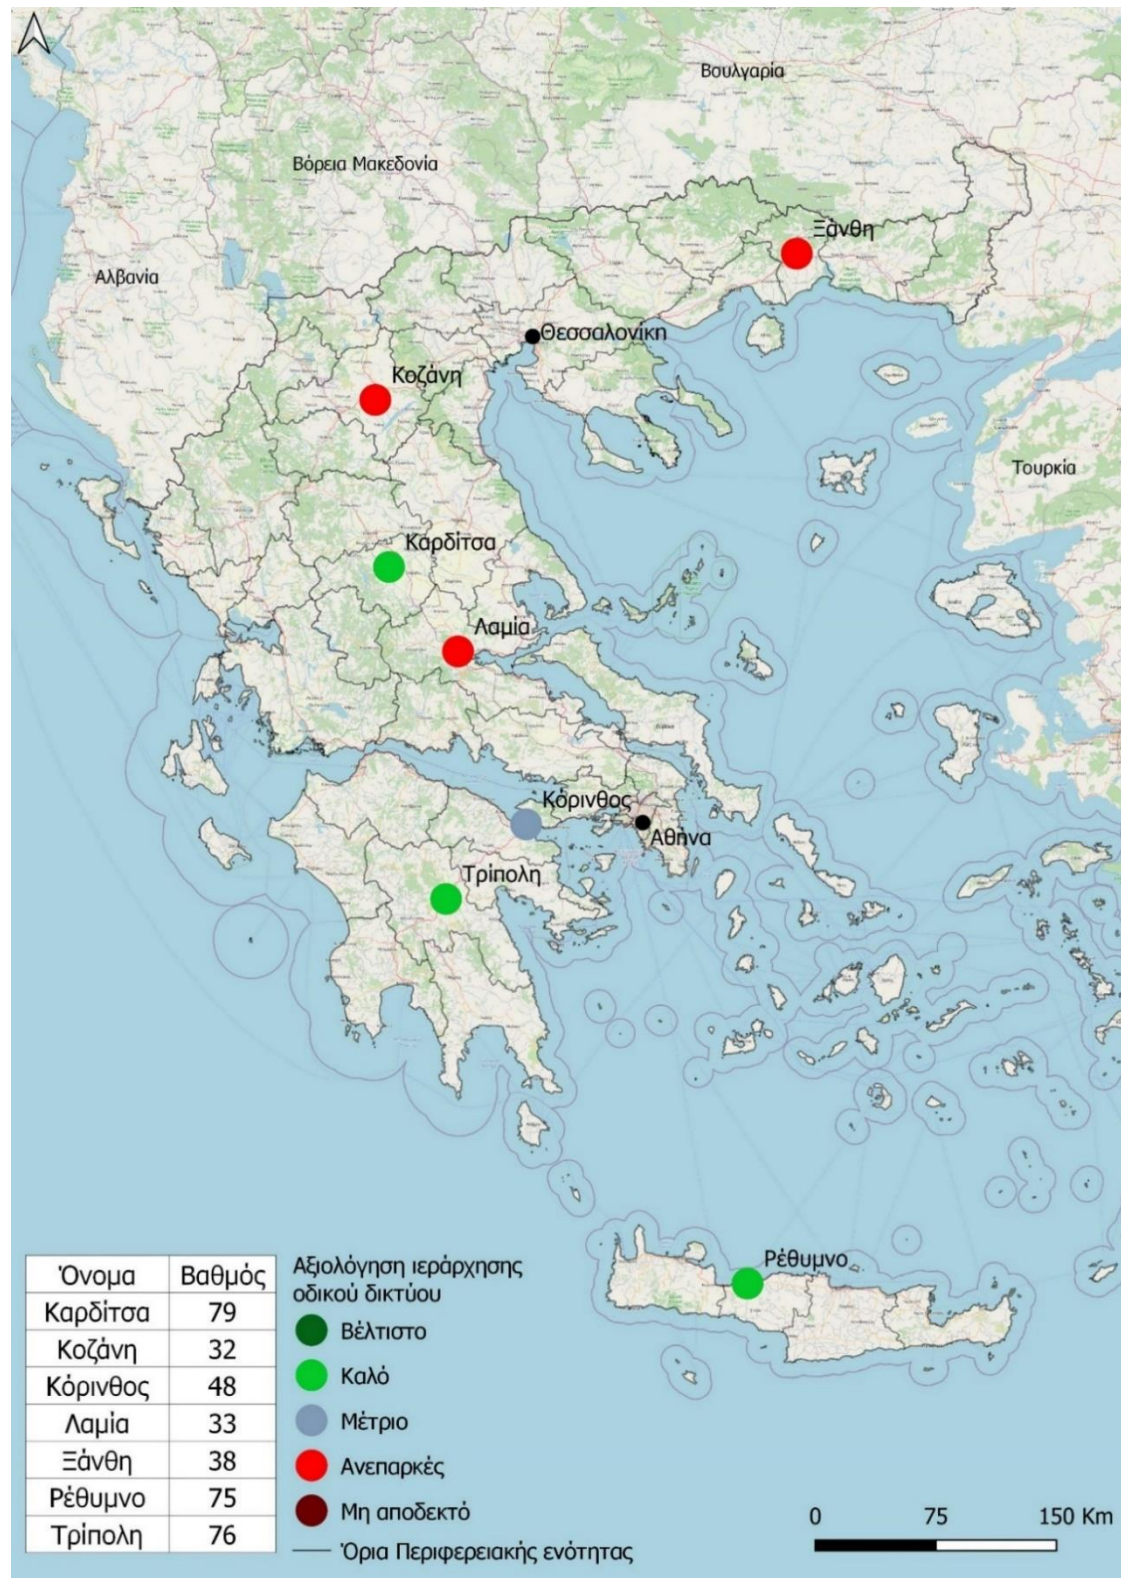 Βουλγαρία
Βόρεια Μακεδονία
Ξάνθη
Αλβανία
Θεσσαλονίκη
Κοζάνη
Τουρκία
Καρδίτσα
Λαμία
Κόρινθος
Αθήνα
Τρίπολη
Ρέθυμνο
Όνομα Βαθμός
Καρδίτσα 79
Κοζάνη 32
Κόρινθος 48
Λαμία 33
Ξάνθη 38
Ρέθυμνο 75
Τρίπολη 76
Αξιολόγηση ιεράρχησης
οδικού δικτύου
Βέλτιστο
Καλό
Μέτριο
Ανεπαρκές
Μη αποδεκτό
Όρια Περιφερειακής ενότητας
0 75 150 Km